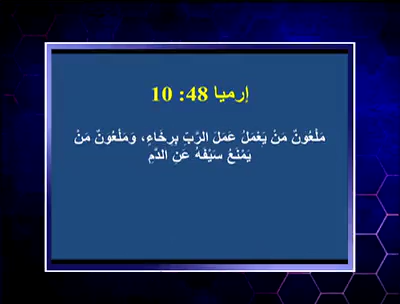 إرميا 48: 10
مَلْعُونٌ مَنْ يَعْمَلُ عَمَلَ الرَّبِّ بِرِخَاءٍ، وَمَلْعُونٌ مَنْ
يَمْنَعُ سَيْفَهُ عَنِ الدَّمِ